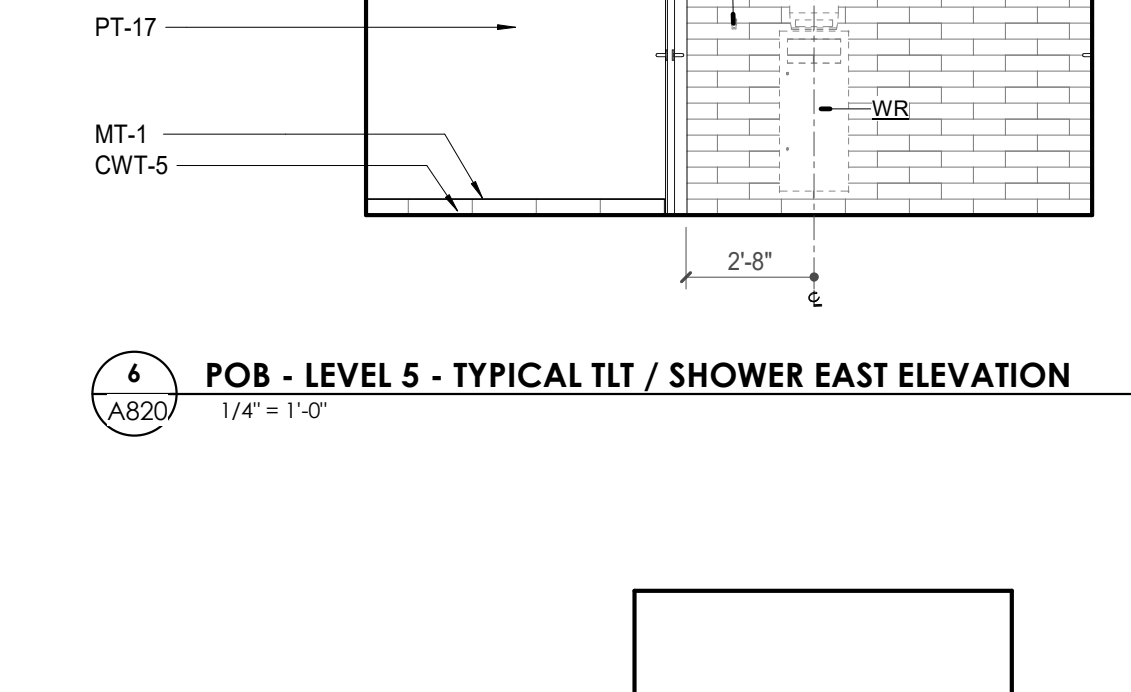 PT-17
WR
MT-1
CWT-5
2'-8"
℄
6
POB - LEVEL 5 - TYPICAL TLT / SHOWER EAST ELEVATION
A820
1/4" = 1'-0"